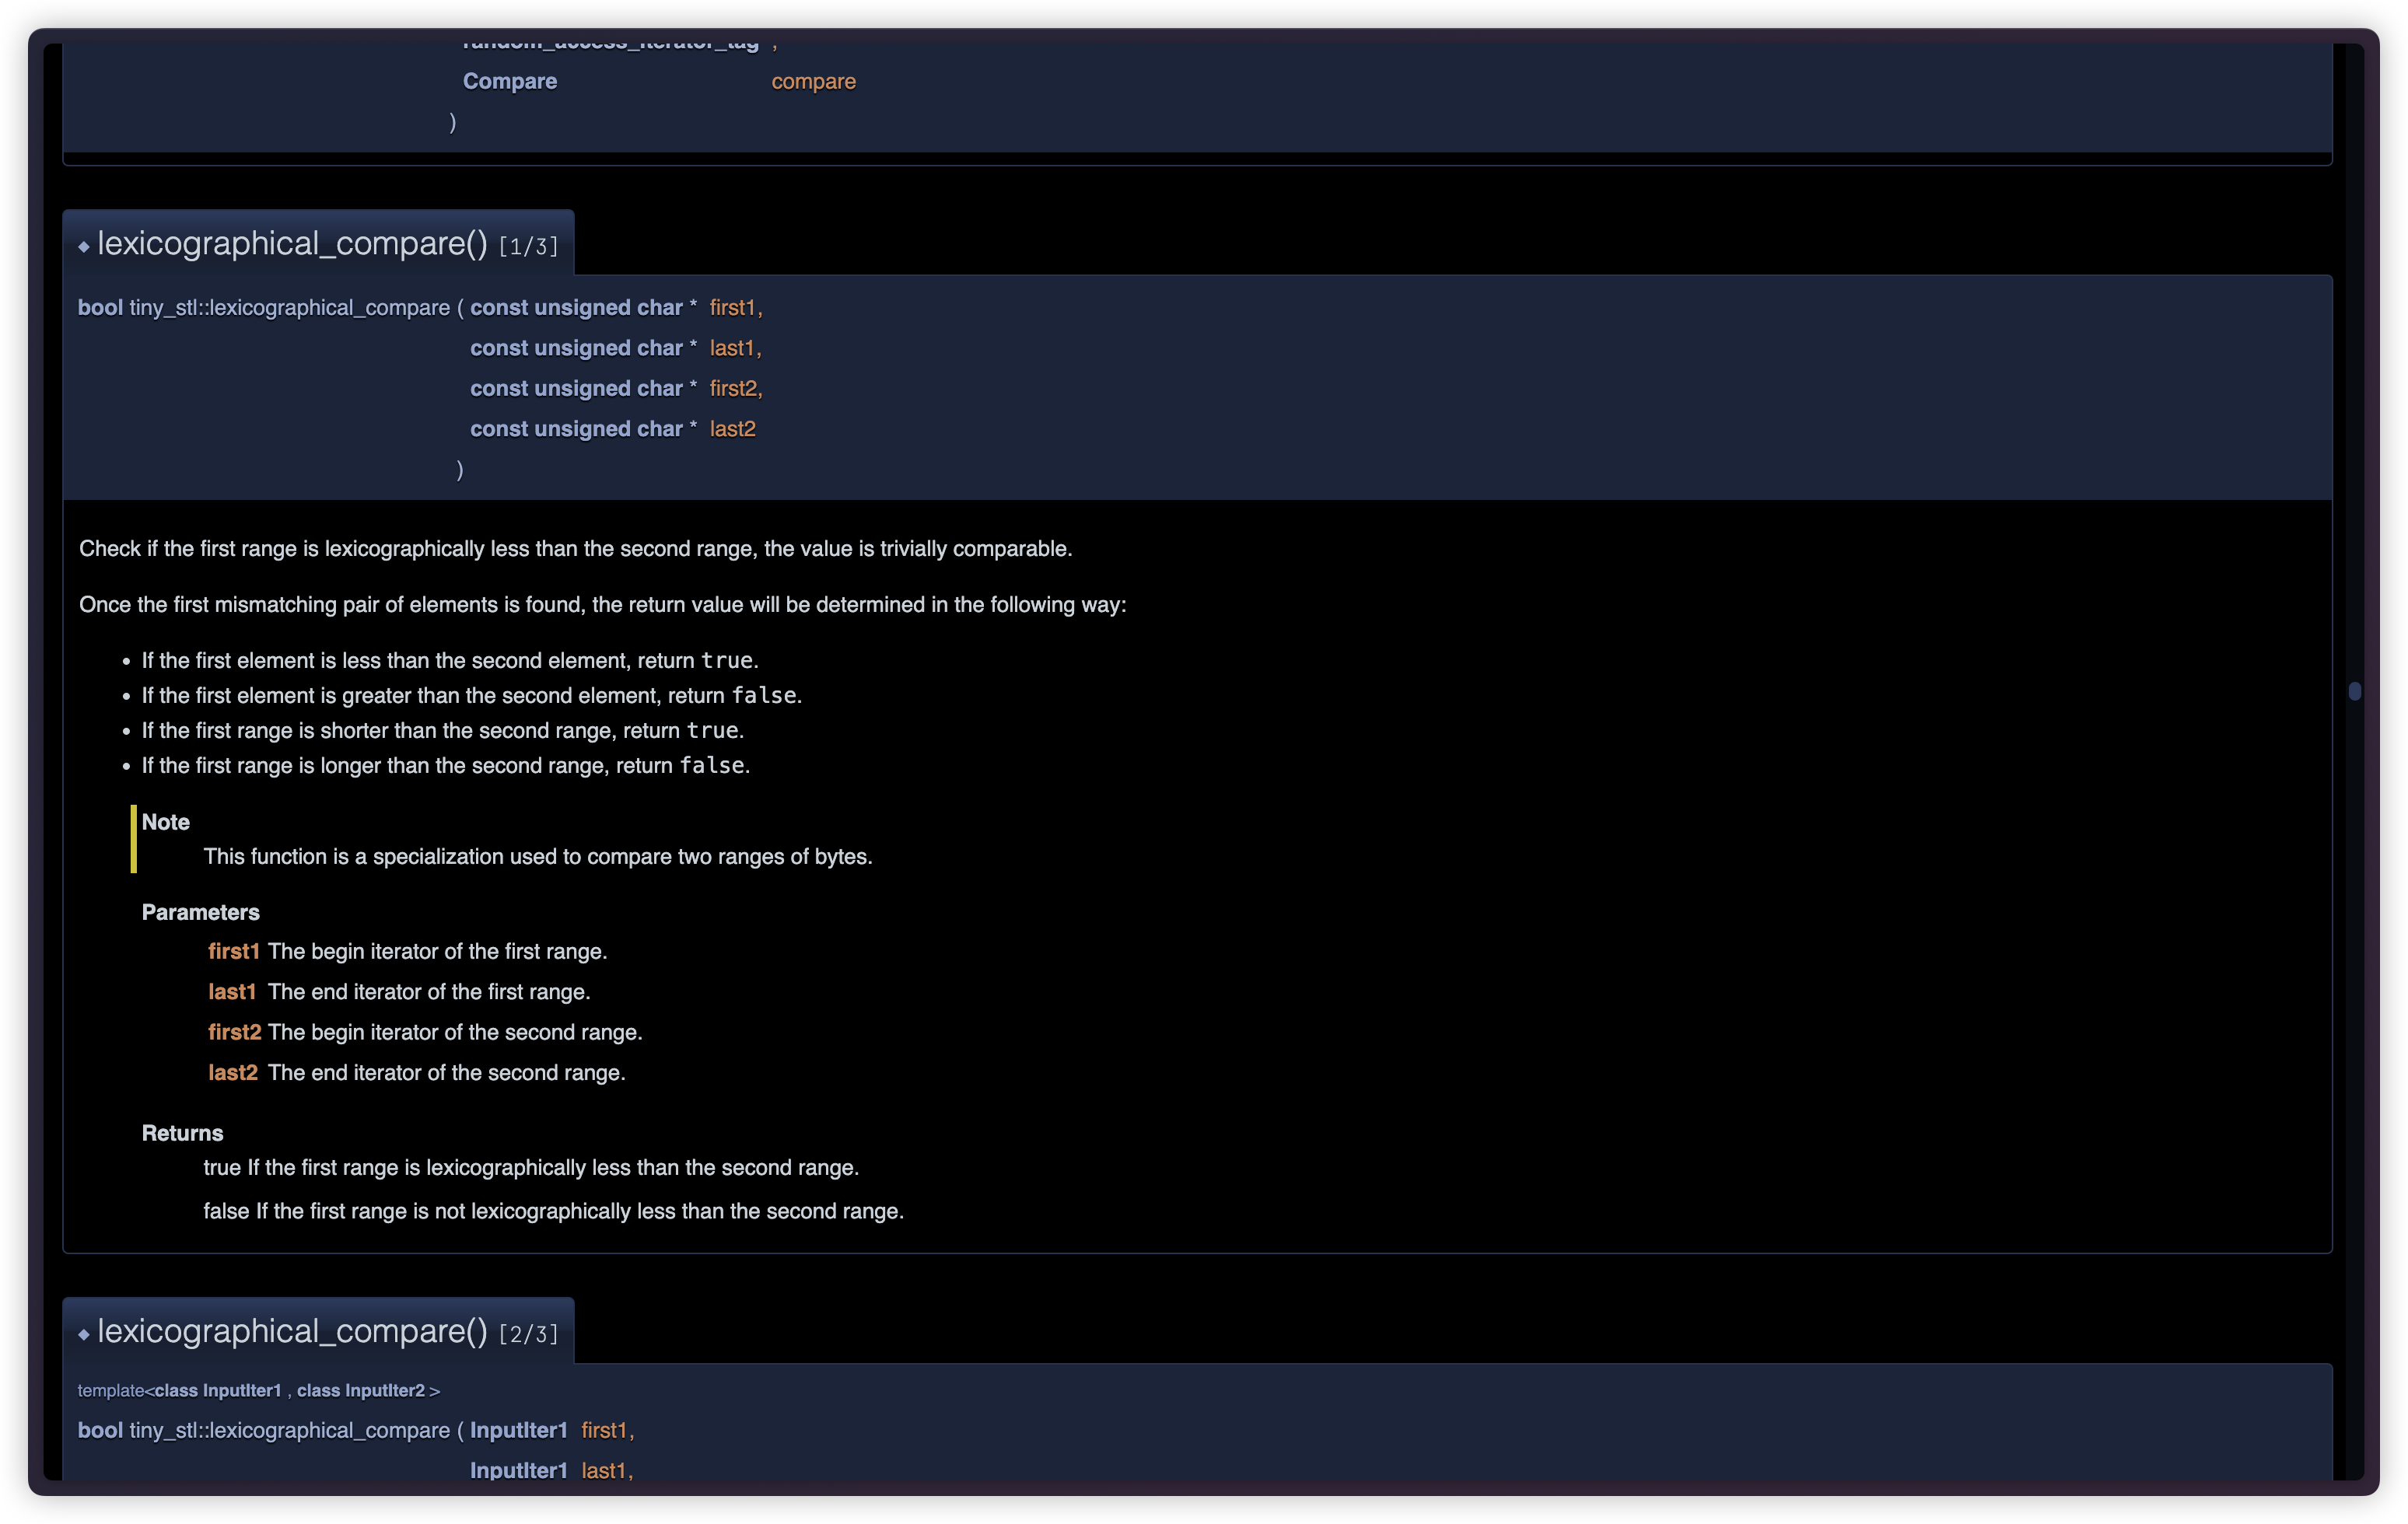 random_access_iterator_tag ,
Compare compare
)
◆ lexicographical_compare() [1/3]
bool tiny_stl::lexicographical_compare ( const unsigned char * first1,
const unsigned char * last1,
const unsigned char * first2,
const unsigned char * last2
)
Check if the first range is lexicographically less than the second range, the value is trivially comparable.
Once the first mismatching pair of elements is found, the return value will be determined in the following way:
• If the first element is less than the second element, return true.
• If the first element is greater than the second element, return false.
• If the first range is shorter than the second range, return true.
• If the first range is longer than the second range, return false.
Note
This function is a specialization used to compare two ranges of bytes.
Parameters
first1 The begin iterator of the first range.
last1 The end iterator of the first range.
first2 The begin iterator of the second range.
last2 The end iterator of the second range.
Returns
true If the first range is lexicographically less than the second range.
false If the first range is not lexicographically less than the second range.
◆ lexicographical_compare() [2/3]
template<class InputIter1 , class InputIter2 >
bool tiny_stl::lexicographical_compare ( InputIter1 first1,
InputIter1 last1,